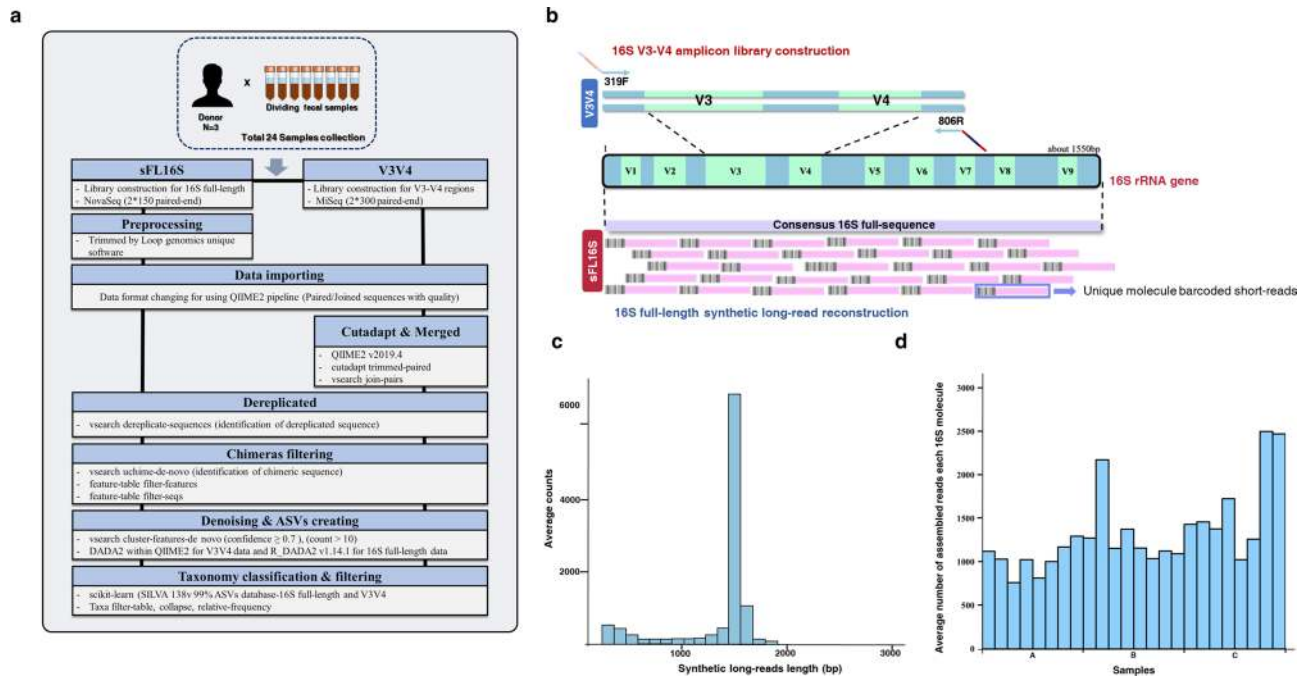 a
Donor
N=3
x
Dividing fecal samples
Total 24 Samples collection
sFL16S
- Library construction for 16S full-length
- NovaSeq (2*150 paired-end)
V3V4
- Library construction for V3-V4 regions
- MiSeq (2*300 paired-end)
Preprocessing
- Trimmed by Loop genomics unique
software
Data importing
Data format changing for using QIIME2 pipeline (Paired/Joined sequences with quality)
Cutadapt & Merged
- QIIME2 v2019.4
- cutadapt trimmed-paired
- vsearch join-pairs
Dereplicated
- vsearch dereplicate-sequences (identification of dereplicated sequence)
Chimeras filtering
- vsearch uchime-de-novo (identification of chimeric sequence)
- feature-table filter-features
- feature-table filter-seqs
Denoising & ASVs creating
- vsearch cluster-features-de novo (confidence ≥ 0.7 ), (count > 10)
- DADA2 within QIIME2 for V3V4 data and R_DADA2 v1.14.1 for 16S full-length data
Taxonomy classification & filtering
- scikit-learn (SILVA 138v 99% ASVs database-16S full-length and V3V4
- Taxa filter-table, collapse, relative-frequency
b
16S V3-V4 amplicon library construction
319F
V3V4
V3
V4
806R
about 1550bp
V1
V2
V3
V4
V5
V6
V7
V8
V9
16S rRNA gene
Consensus 16S full-sequence
sFL16S
Unique molecule barcoded short-reads
16S full-length synthetic long-read reconstruction
c
Average counts
6000
4000
2000
0
1000
2000
3000
Synthetic long-reads length (bp)
d
Average number of assembled reads each 16S molecule
3000
2500
2000
1500
1000
500
0
A
B
C
Samples